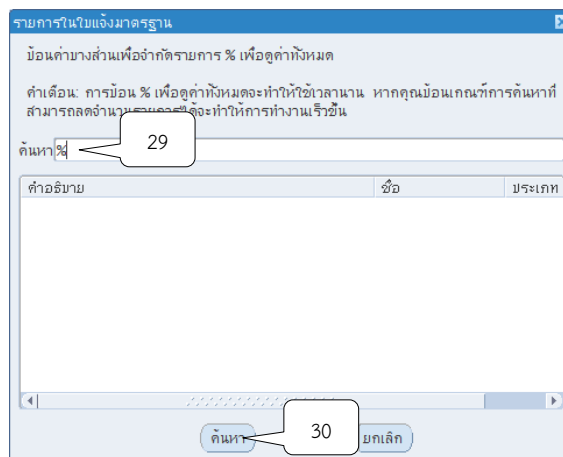 รายการในใบแจ้งมาตรฐาน
ป้อนค่าบางส่วนเพื่อจำกัดรายการ % เพื่อดูค่าทั้งหมด
คำเตือน: การป้อน % เพื่อดูค่าทั้งหมดจะทำให้ใช้เวลานาน หากคุณป้อนเกณฑ์การค้นหาที่
สามารถลดจำนวนรายการได้จะทำให้การทำงานเร็วขึ้น
ค้นหา % 29
คำอธิบาย ชื่อ ประเภท
ค้นหา 30 ยกเลิก